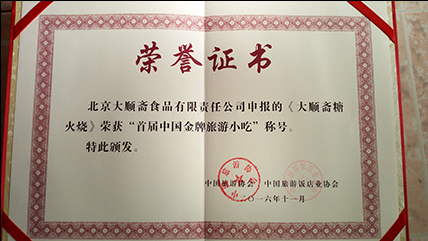 荣誉证书
北京大顺斋食品有限责任公司申报的《大顺斋糖
火烧》荣获“首届中国金牌旅游小吃”称号。
特此颁发。
中国旅游协会 中国旅游饭店业协会
二〇一六年十一月